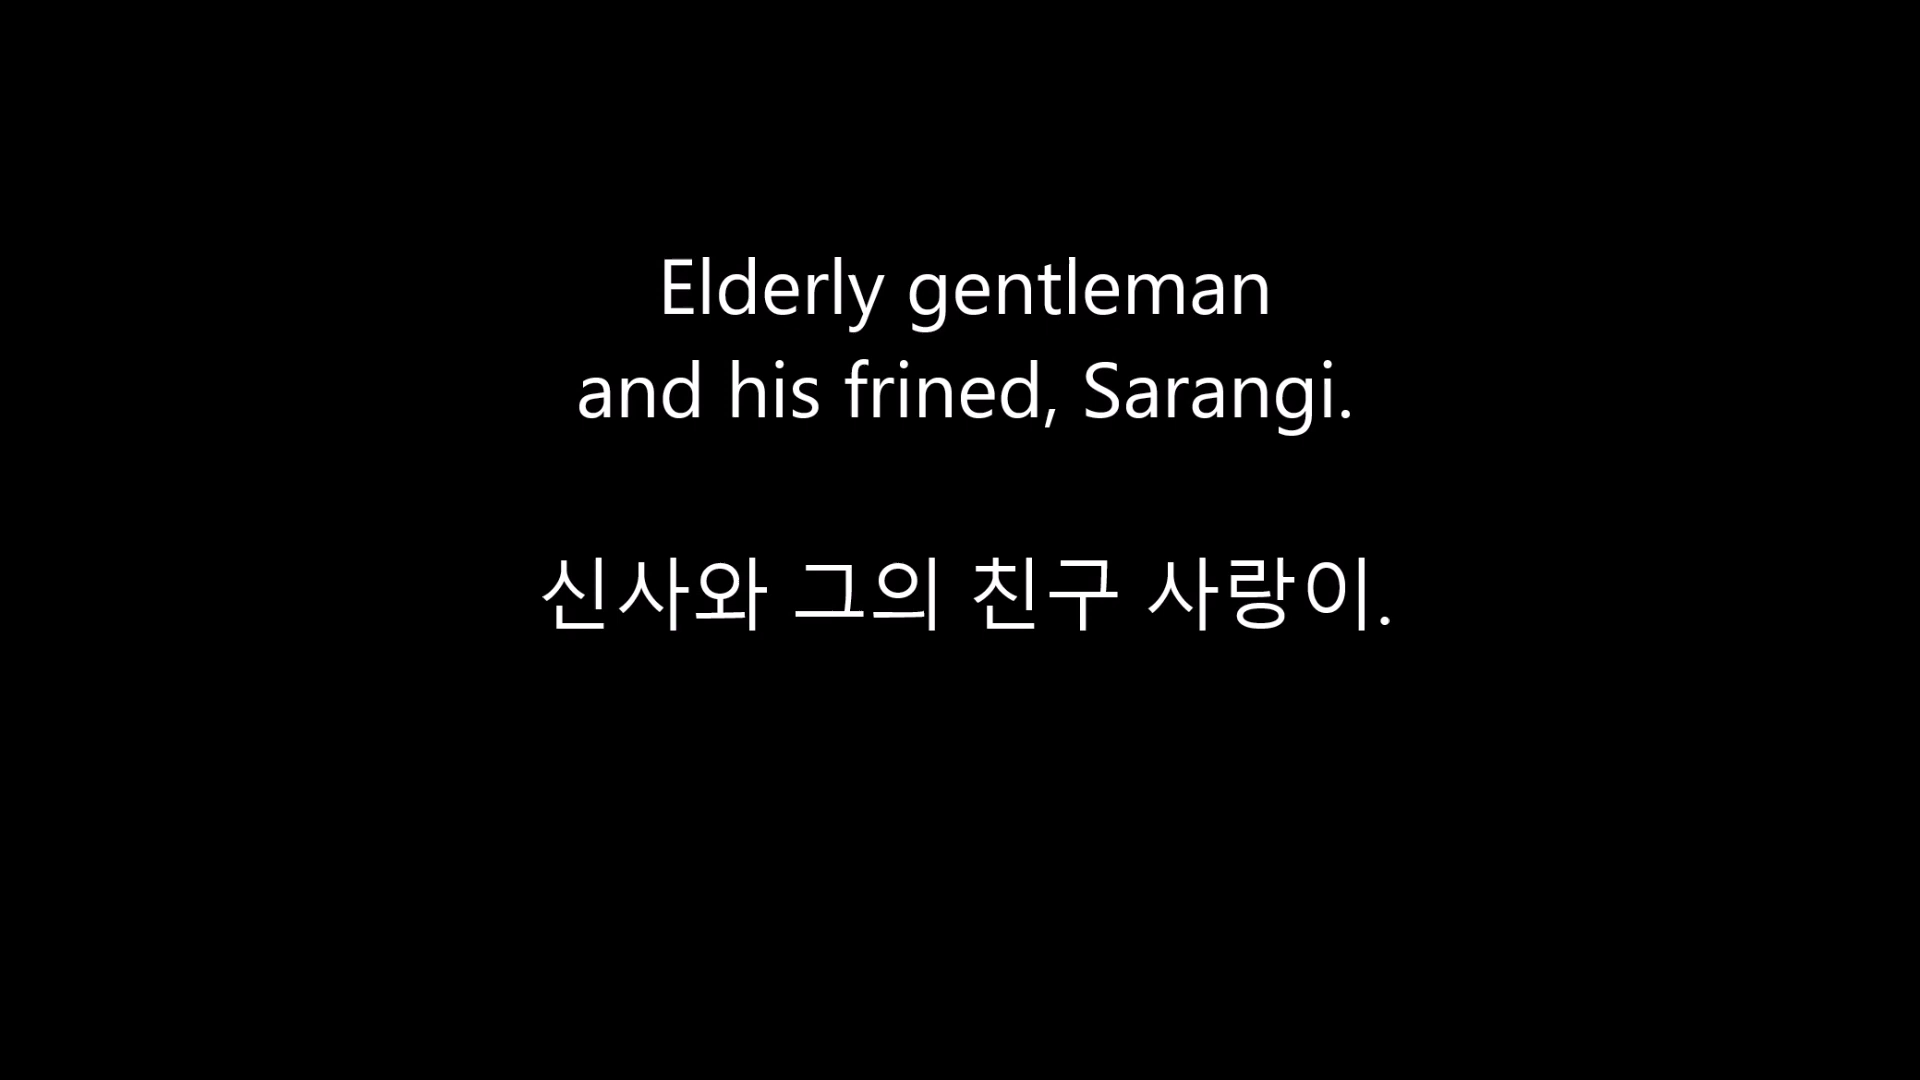 Elderly gentleman
and his frined, Sarangi.
신사와 그의 친구 사랑이.